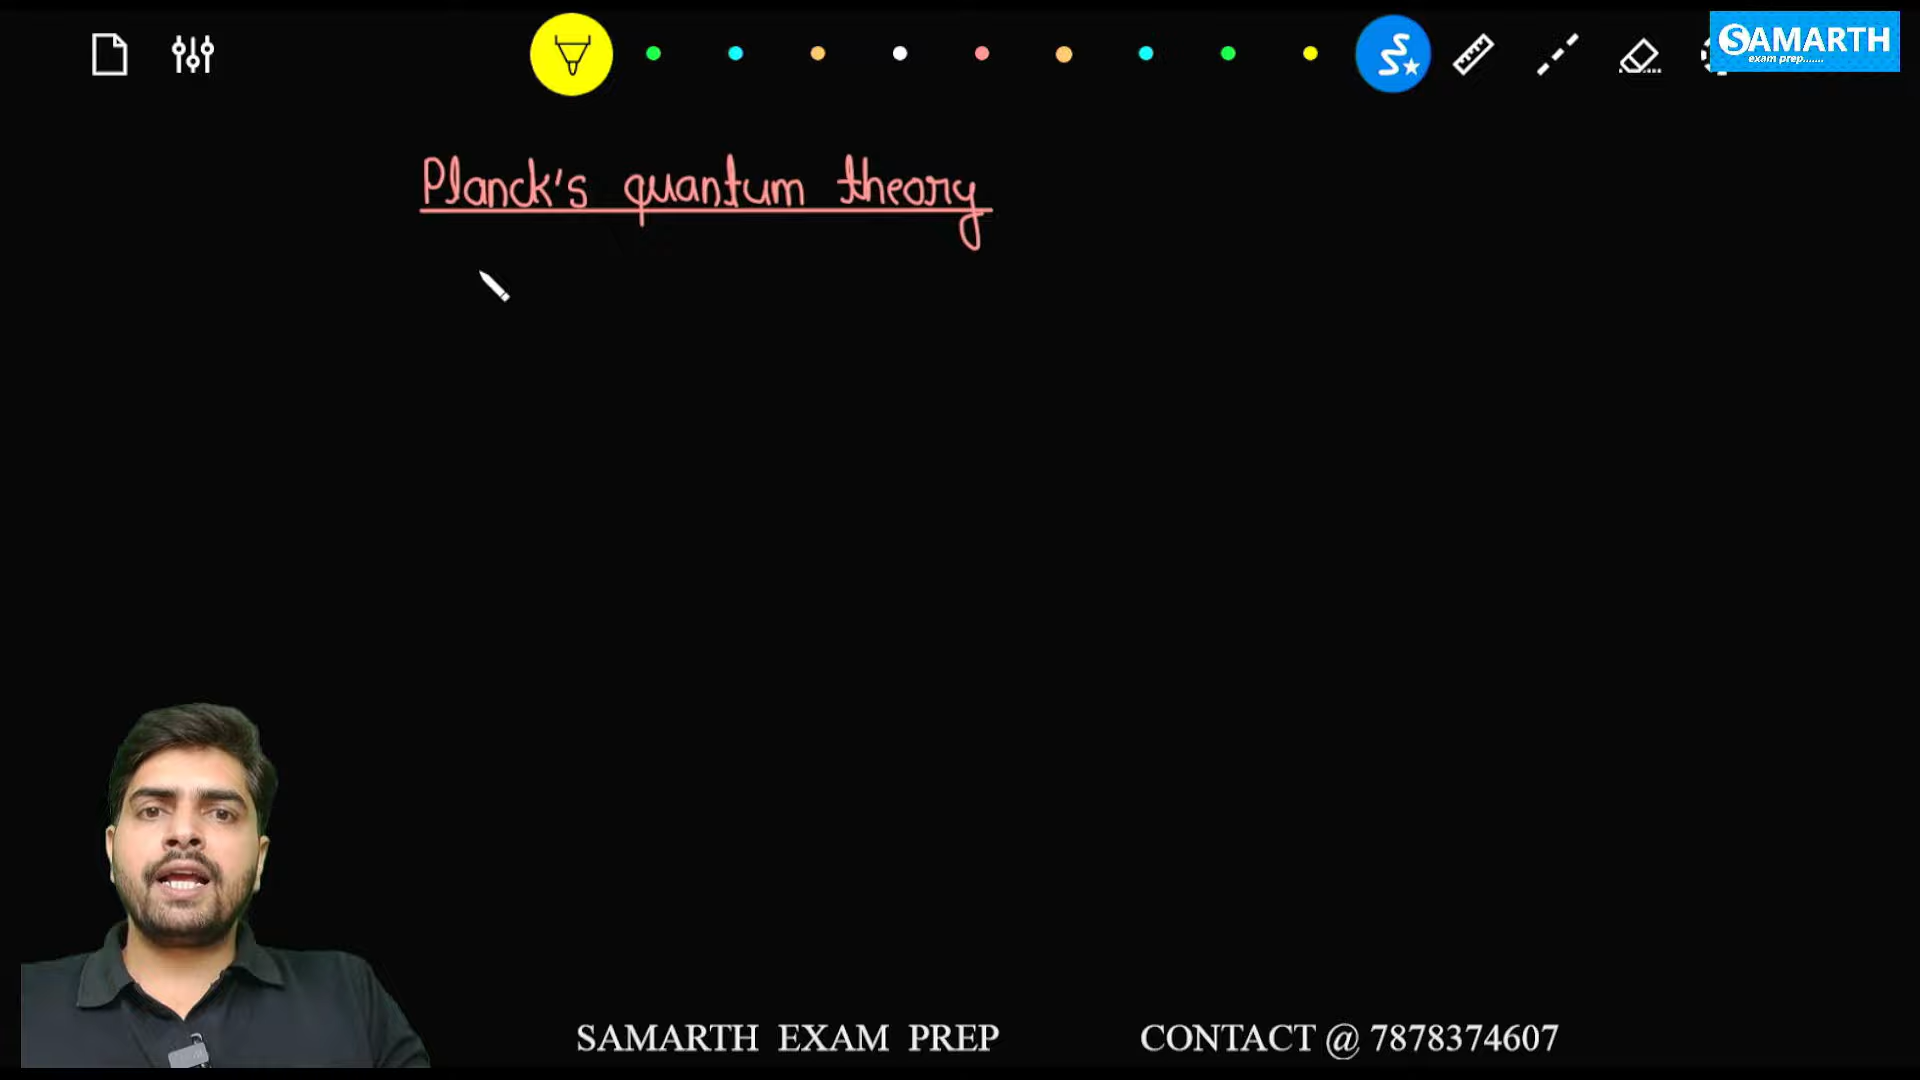 SAMARTH
exam prep.......
Planck's quantum theory
SAMARTH EXAM PREP CONTACT @ 7878374607